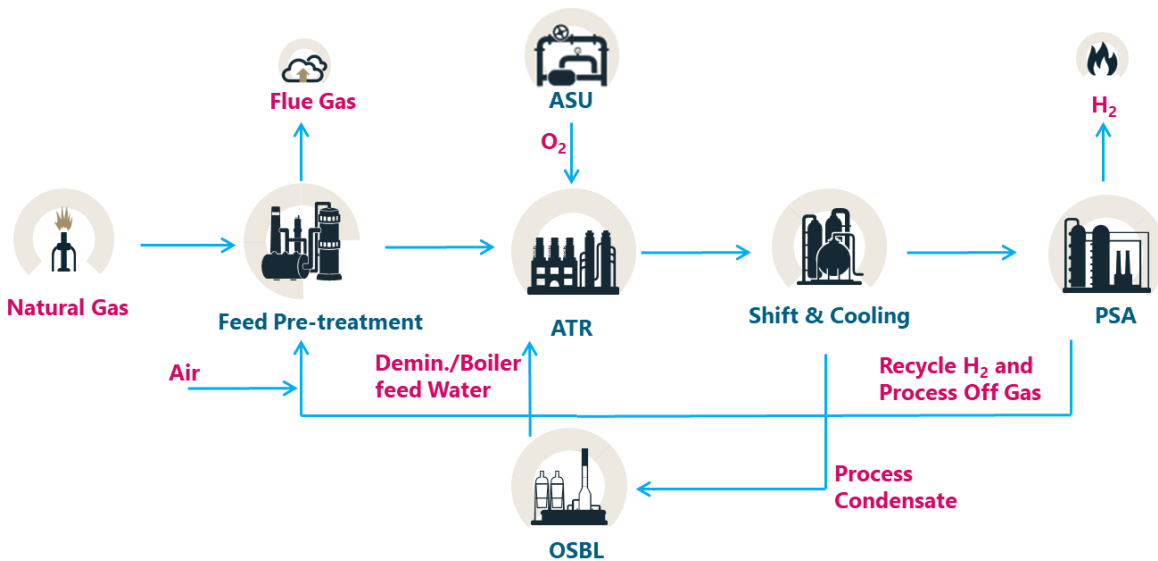 Flue Gas
ASU
H₂
O₂
Natural Gas
Feed Pre-treatment
ATR
Shift & Cooling
PSA
Air
Demin./Boiler
feed Water
Recycle H₂ and
Process Off Gas
Process
Condensate
OSBL